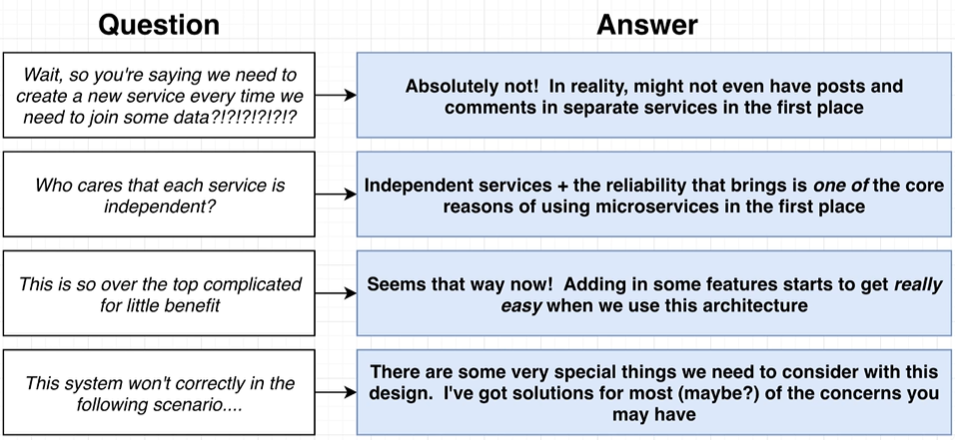 Question
Answer
Wait, so you're saying we need to
create a new service every time we
need to join some data?!?!?!?!?!?
Absolutely not!  In reality, might not even have posts and
comments in separate services in the first place
Who cares that each service is
independent?
Independent services + the reliability that brings is one of the core
reasons of using microservices in the first place
This is so over the top complicated
for little benefit
Seems that way now!  Adding in some features starts to get really
easy when we use this architecture
This system won't correctly in the
following scenario....
There are some very special things we need to consider with this
design.  I've got solutions for most (maybe?) of the concerns you
may have